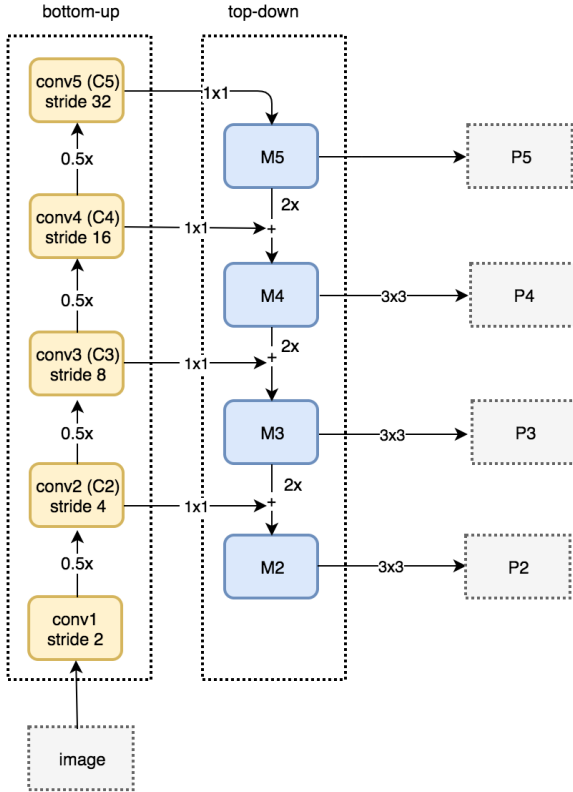 bottom-up
top-down
conv5 (C5)
stride 32
1x1
M5
P5
0.5x
2x
conv4 (C4)
stride 16
1x1
+
M4
3x3
P4
0.5x
2x
conv3 (C3)
stride 8
1x1
+
M3
3x3
P3
0.5x
2x
conv2 (C2)
stride 4
1x1
+
M2
3x3
P2
0.5x
conv1
stride 2
image